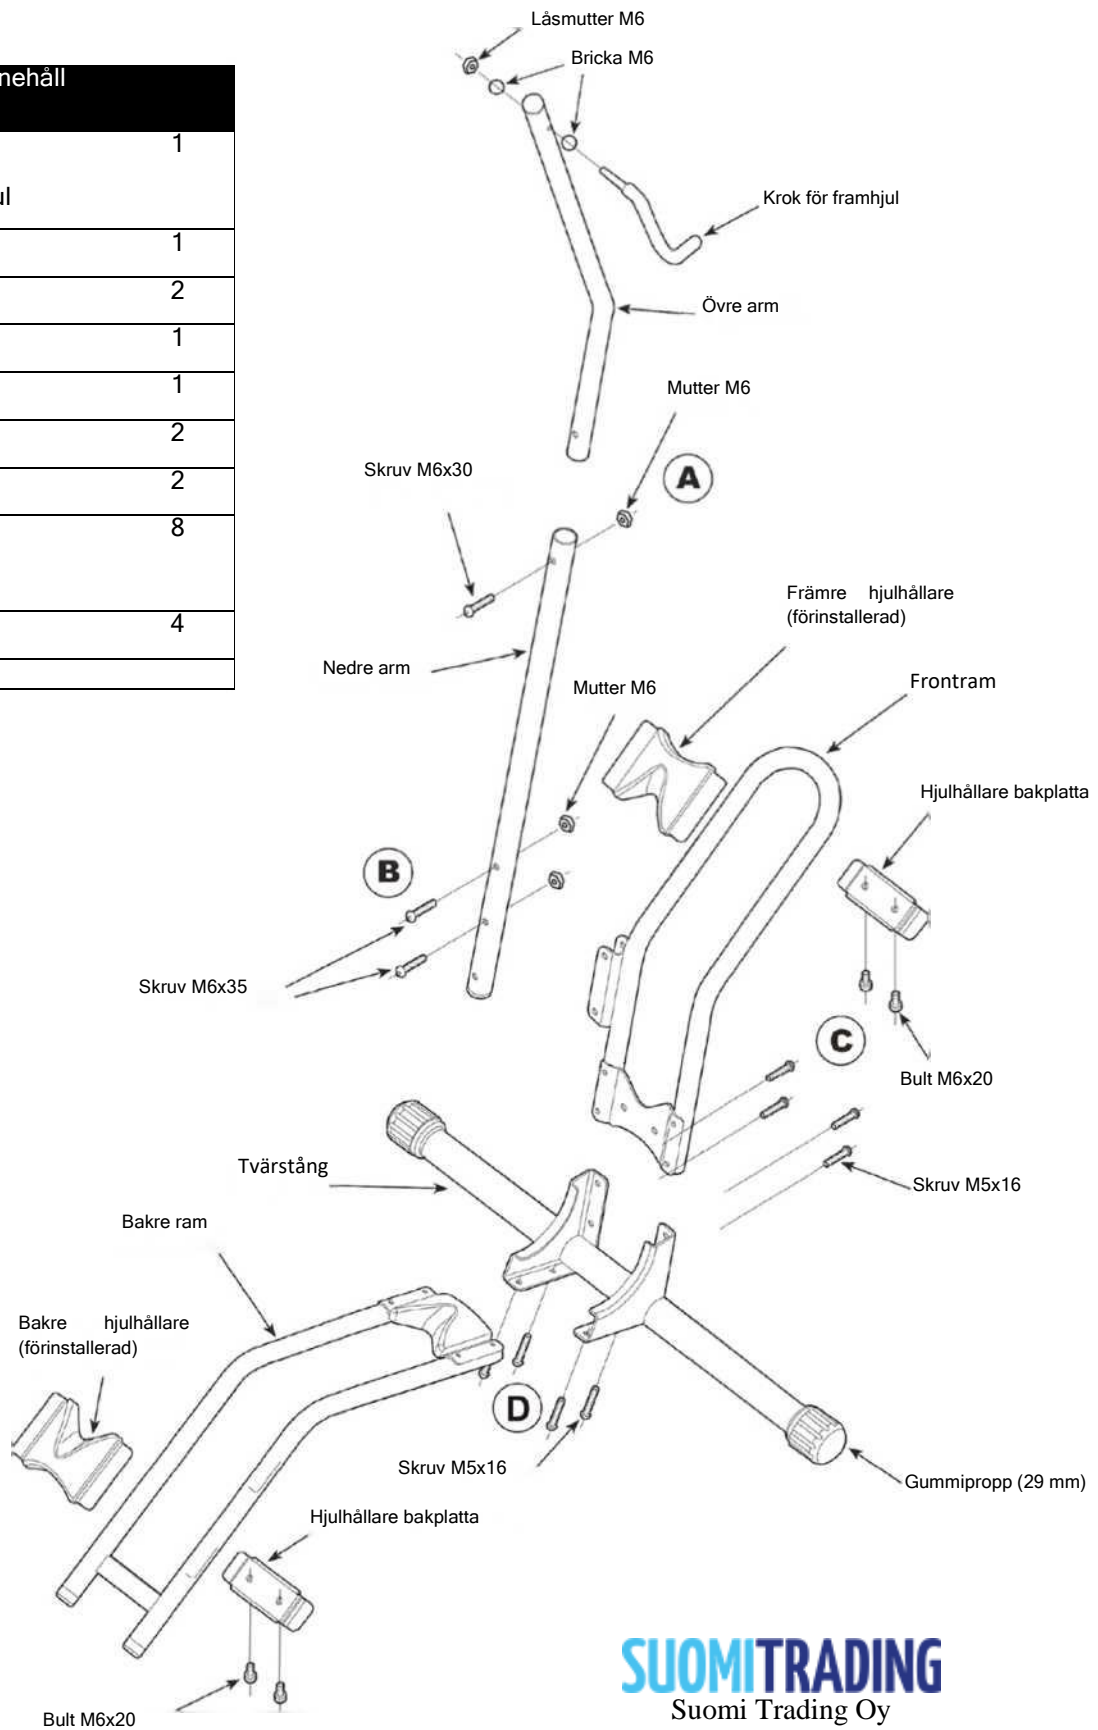 Låsmutter M6
Bricka M6
nehåll
1
ul
1
2
1
1
2
2
8
4
Krok för framhjul
Övre arm
Mutter M6
Skruv M6x30
A
Främre hjulhållare
(förinstallerad)
Nedre arm
Mutter M6
Frontram
Hjulhållare bakplatta
B
Skruv M6x35
C
Bult M6x20
Tvärstång
Skruv M5x16
Bakre ram
Bakre hjulhållare
(förinstallerad)
D
Skruv M5x16
Gummipropp (29 mm)
Hjulhållare bakplatta
Bult M6x20
SUOMITRADING
Suomi Trading Oy